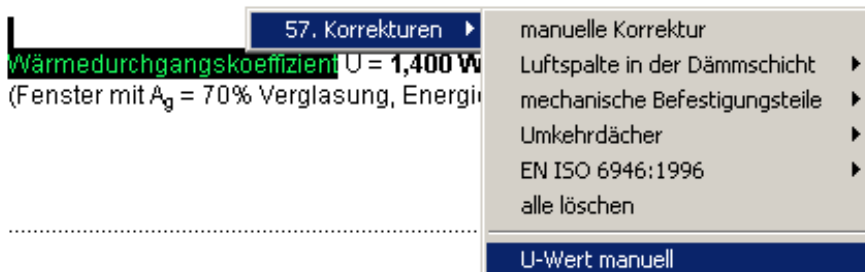 57. Korrekturen
manuelle Korrektur
Wärmedurchgangskoeffizient U = 1,400 W
Luftspalte in der Dämmschicht
(Fenster mit Ag = 70% Verglasung, Energi
mechanische Befestigungsteile
Umkehrdächer
EN ISO 6946:1996
alle löschen
U-Wert manuell